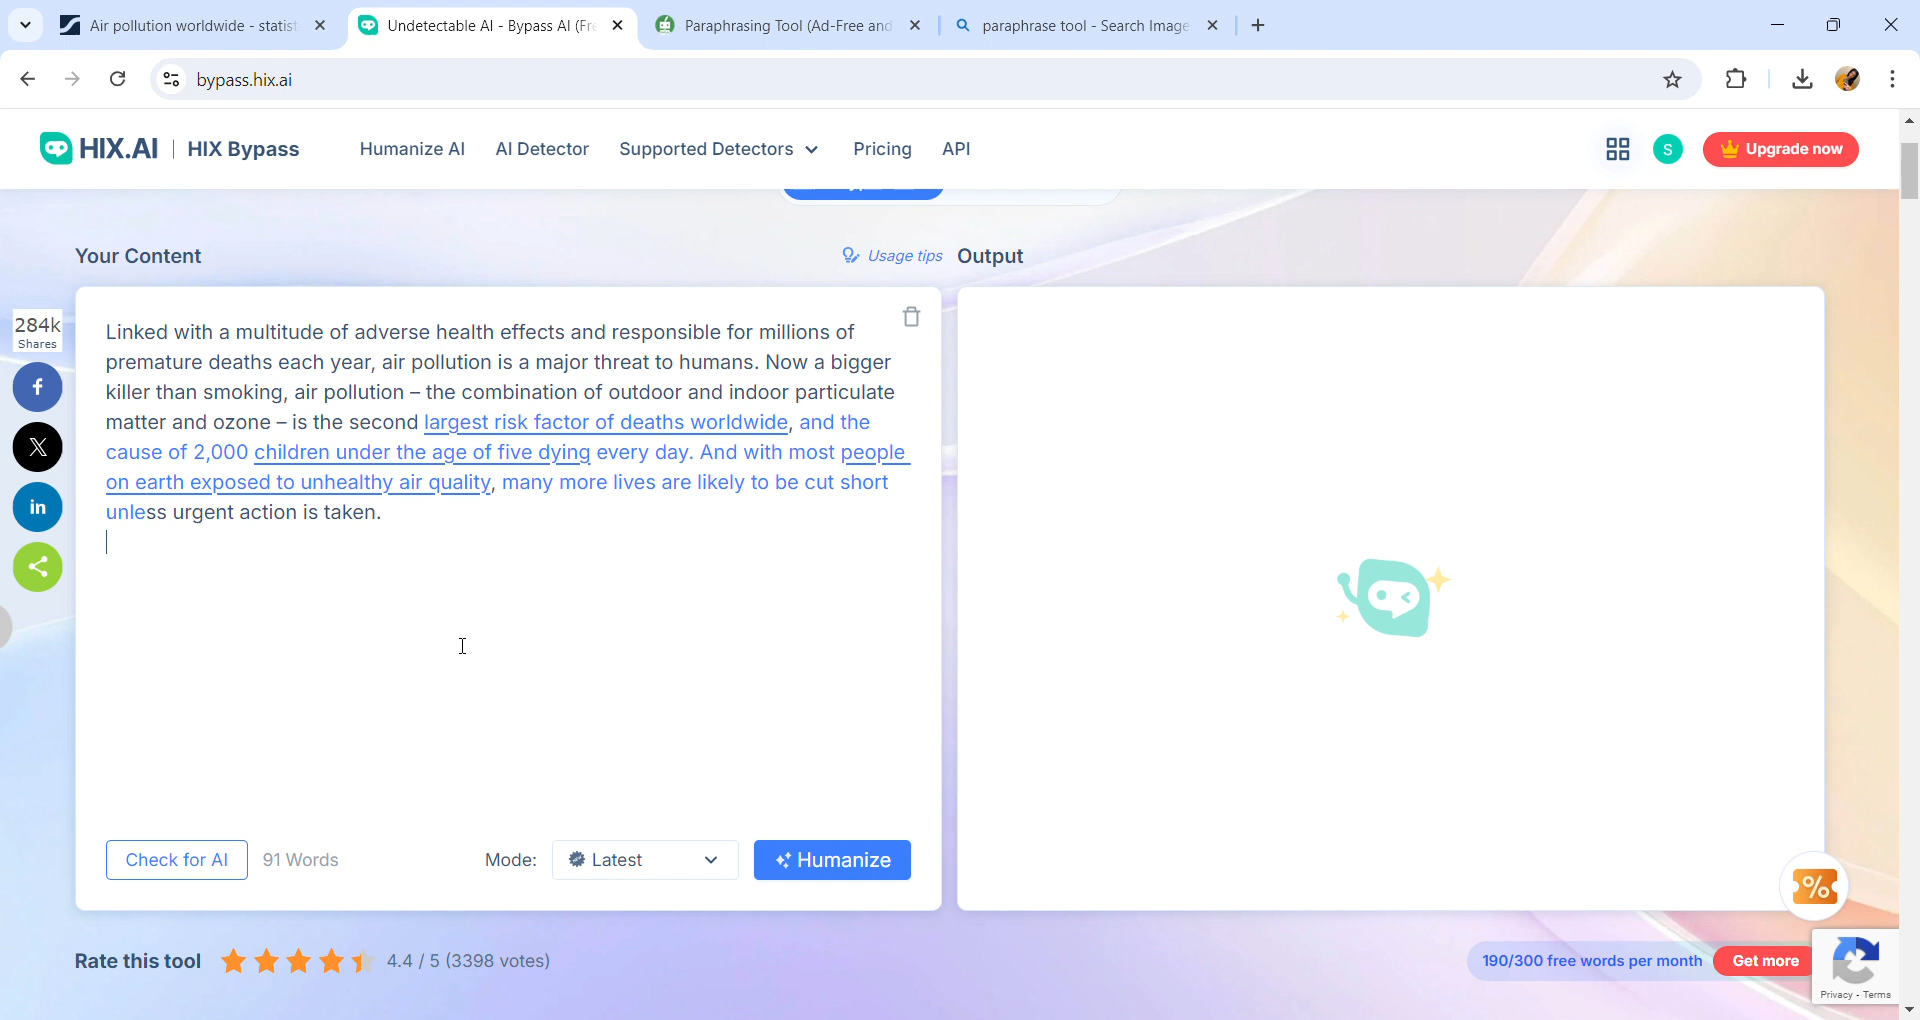 Air pollution worldwide - statist
Undetectable AI - Bypass AI (Fre
Paraphrasing Tool (Ad-Free and
paraphrase tool - Search Image
bypass.hix.ai
HIX.AI | HIX Bypass
Humanize AI
AI Detector
Supported Detectors
Pricing
API
S
Upgrade now
Your Content
Usage tips
Output
284k
Shares
Linked with a multitude of adverse health effects and responsible for millions of
premature deaths each year, air pollution is a major threat to humans. Now a bigger
killer than smoking, air pollution – the combination of outdoor and indoor particulate
matter and ozone – is the second largest risk factor of deaths worldwide, and the
cause of 2,000 children under the age of five dying every day. And with most people
on earth exposed to unhealthy air quality, many more lives are likely to be cut short
unless urgent action is taken.
Check for AI
91 Words
Mode:
Latest
Humanize
%
Rate this tool
4.4 / 5 (3398 votes)
190/300 free words per month
Get more
Privacy - Terms